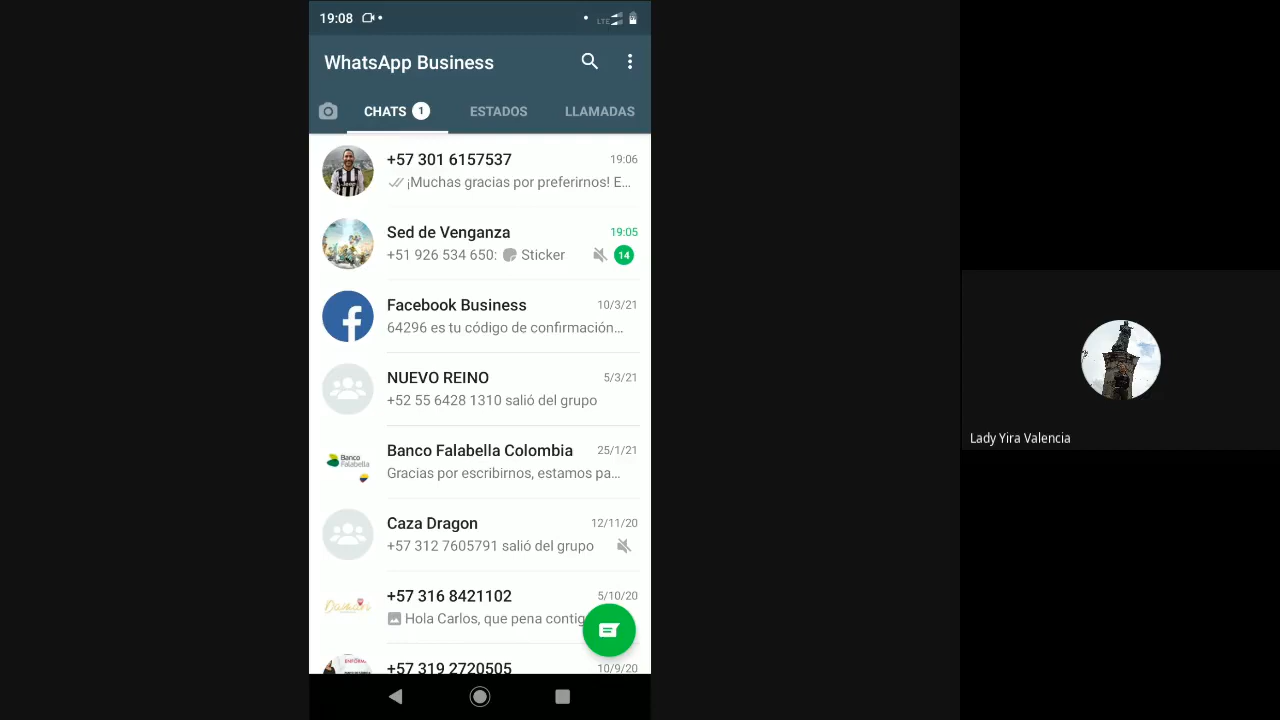 19:08
LTE
WhatsApp Business
CHATS 1
ESTADOS
LLAMADAS
+57 301 6157537
19:06
¡Muchas gracias por preferirnos! E...
Sed de Venganza
19:05
+51 926 534 650: Sticker
14
Facebook Business
10/3/21
64296 es tu código de confirmación...
NUEVO REINO
5/3/21
+52 55 6428 1310 salió del grupo
Banco Falabella Colombia
25/1/21
Banco
Falabella
Gracias por escribirnos, estamos pa...
Caza Dragon
12/11/20
+57 312 7605791 salió del grupo
+57 316 8421102
5/10/20
Hola Carlos, que pena contig
+57 319 2720505
10/9/20
Lady Yira Valencia